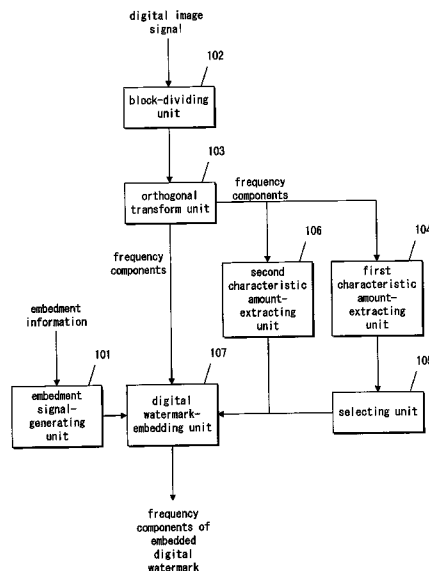 digital image
signal
102
block-dividing
unit
103
orthogonal
transform unit
frequency
components
frequency
components
106
second
characteristic
amount-
extracting
unit
104
first
characteristic
amount-
extracting
unit
embedment
information
101
embedment
signal-
generating
unit
107
digital
watermark-
embedding unit
105
selecting unit
frequency
components of
embedded
digital
watermark